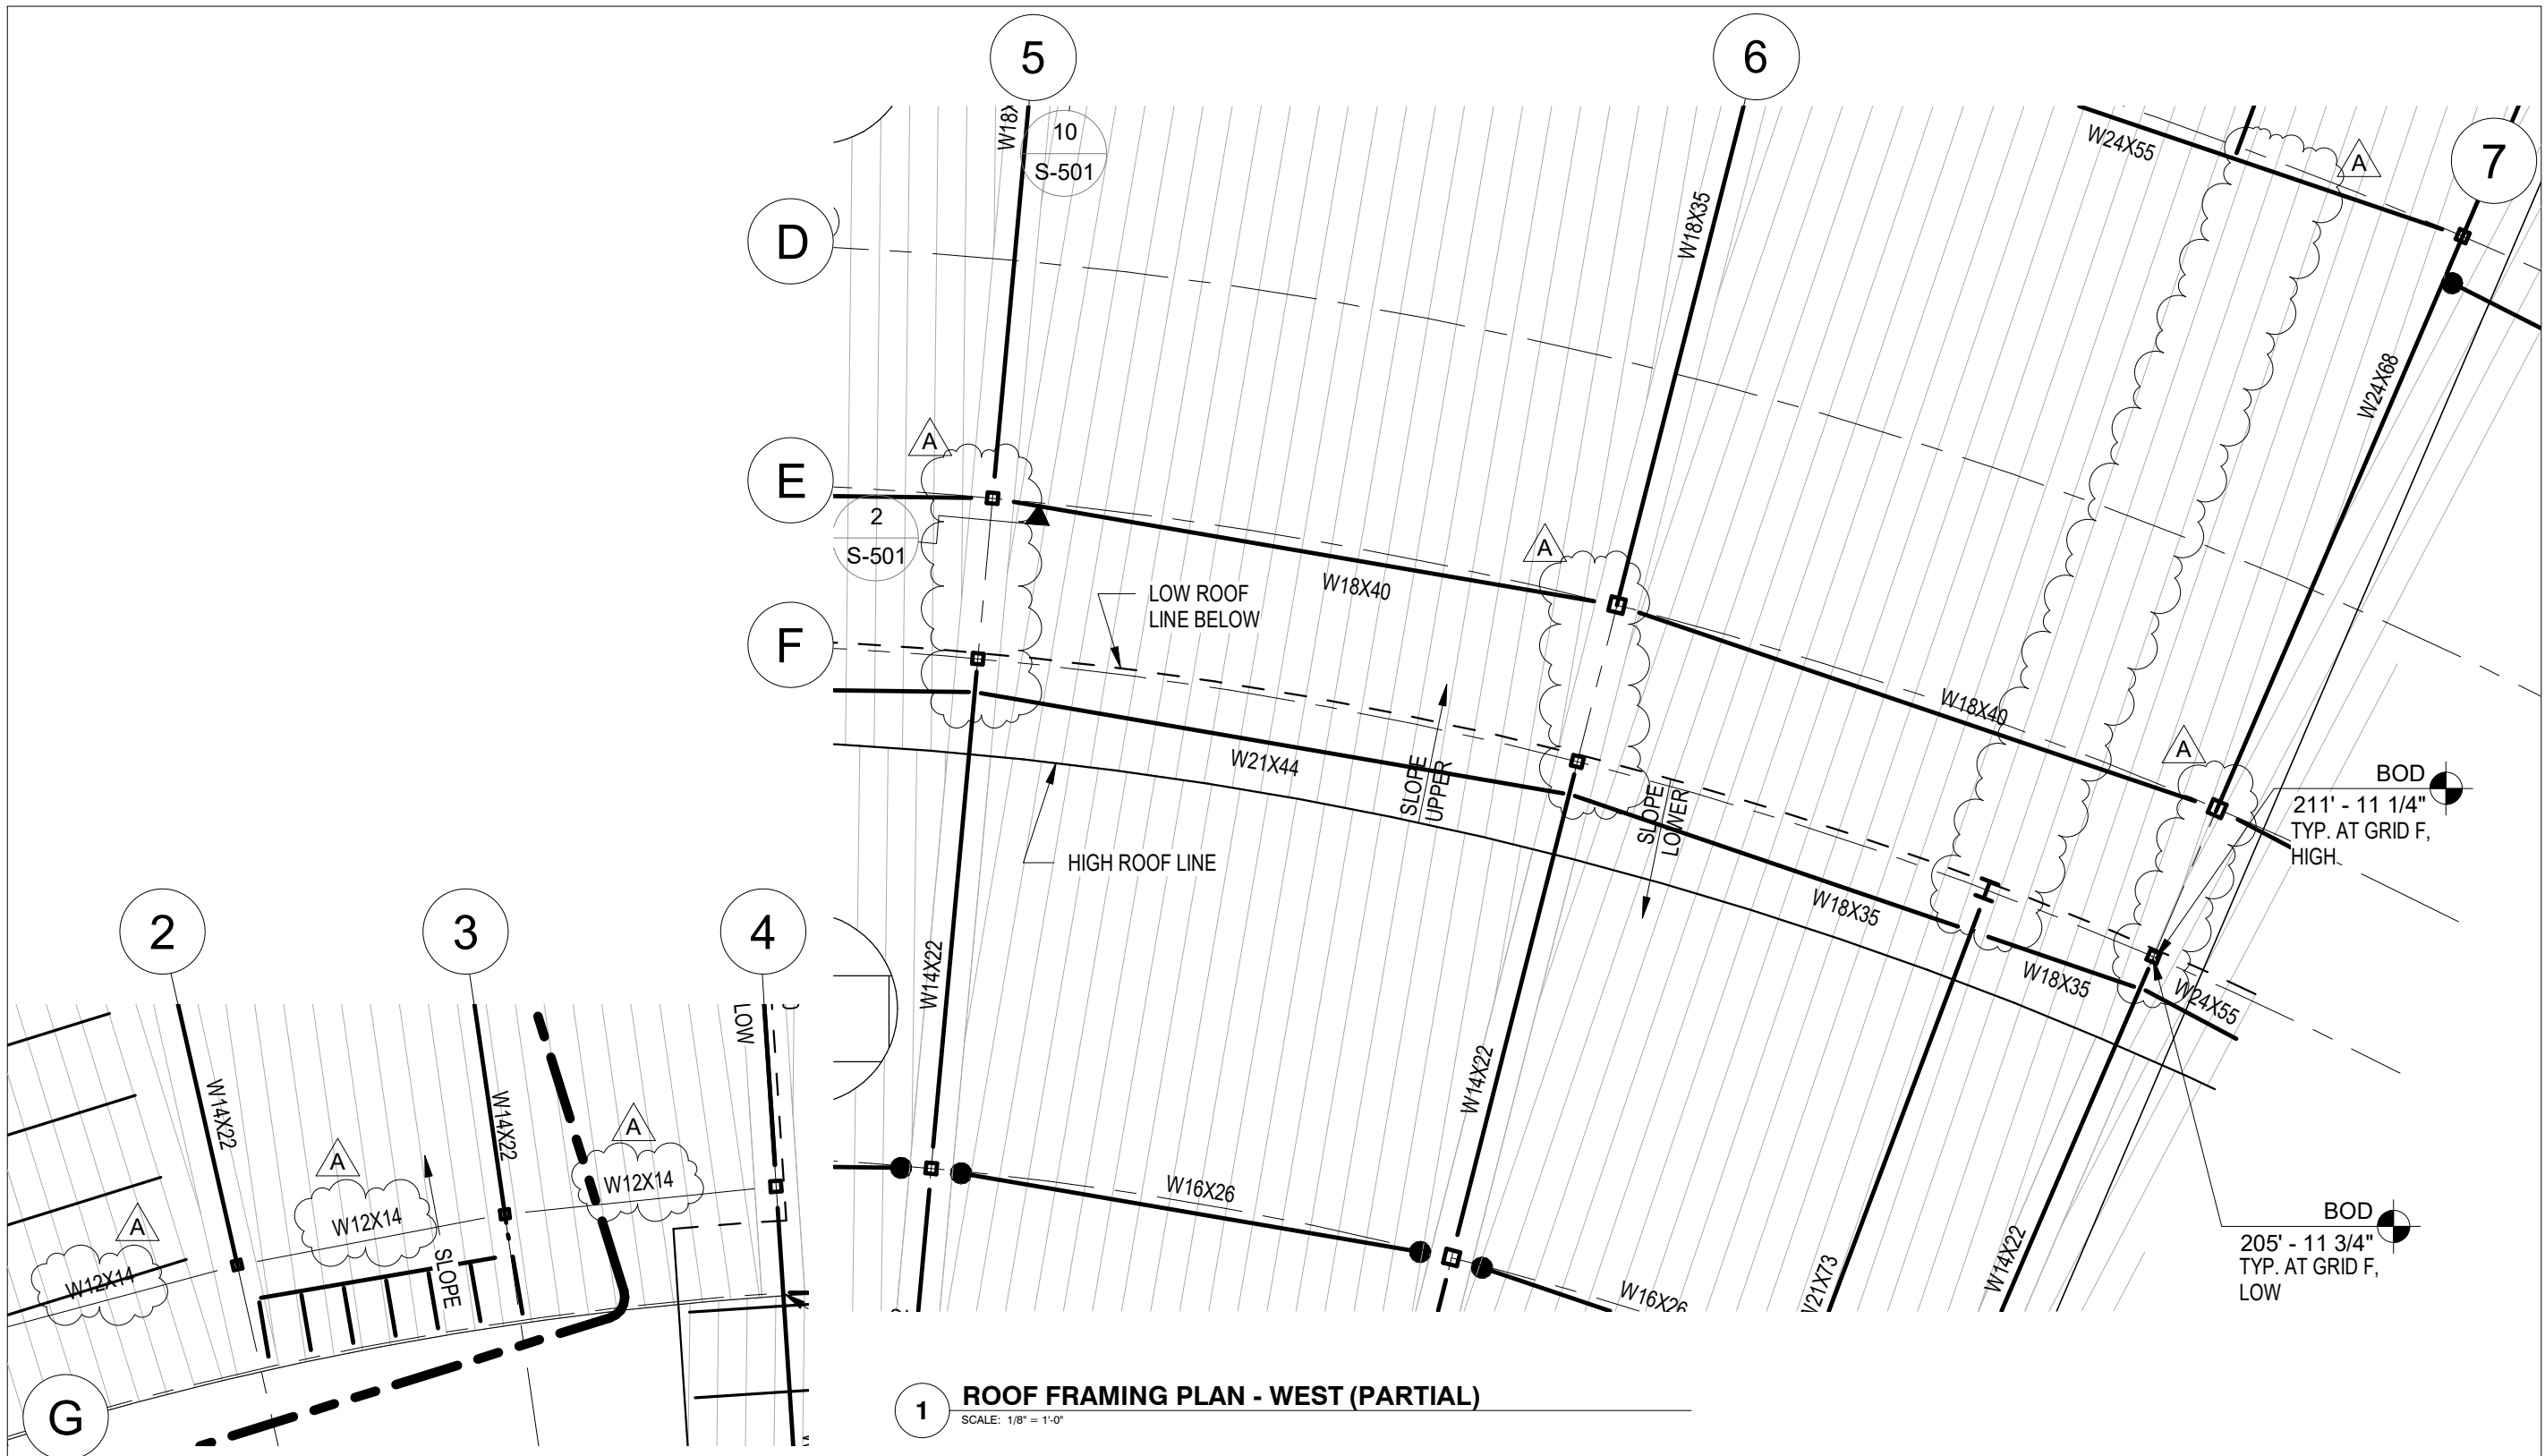 5
6
7
10
S-501
W18X
W24X55
A
D
W18X35
W24X68
A
E
2
S-501
A
W18X40
LOW ROOF
LINE BELOW
F
W18X40
A
W21X44
SLOPE
UPPER
SLOPE
LOWER
BOD
211' - 11 1/4"
TYP. AT GRID F,
HIGH
HIGH ROOF LINE
W18X35
W18X35
W24X55
2
3
4
W14X22
LOW
W14X22
W14X22
W14X22
A
A
A
W12X14
W12X14
W12X14
SLOPE
W16X26
W16X26
W21X73
W14X22
BOD
205' - 11 3/4"
TYP. AT GRID F,
LOW
G
1
ROOF FRAMING PLAN - WEST (PARTIAL)
SCALE: 1/8" = 1'-0"